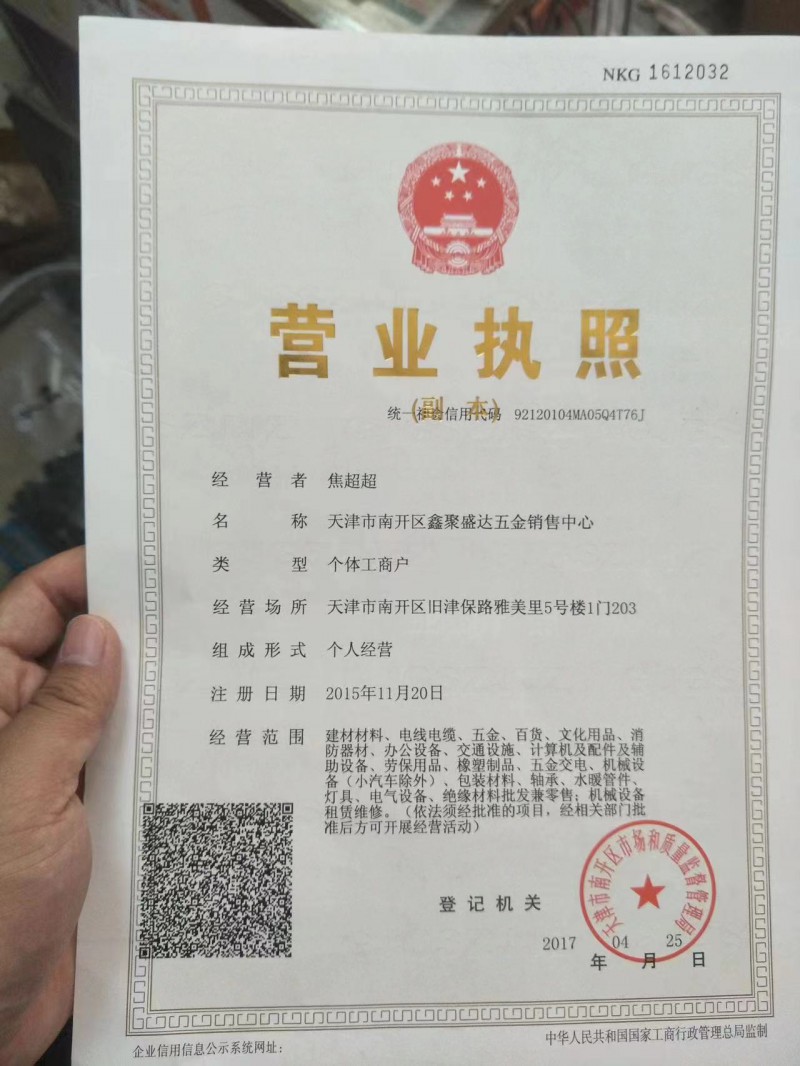 NKG 1612032
营业执照
(副 本)
统一社会信用代码 92120104MA05Q4T76J
经营者 焦超超
名称 天津市南开区鑫聚盛达五金销售中心
类型 个体工商户
经营场所 天津市南开区旧津保路雅美里5号楼1门203
组成形式 个人经营
注册日期 2015年11月20日
经营范围 建材材料、电线电缆、五金、百货、文化用品、消
防器材、办公设备、交通设施、计算机及配件及辅
助设备、劳保用品、橡塑制品、五金交电、机械设
备（小汽车除外）、包装材料、轴承、水暖管件、
灯具、电气设备、绝缘材料批发兼零售；机械设备
租赁维修。（依法须经批准的项目，经相关部门批
准后方可开展经营活动）
天津市南开区市场和质量监督管理局
登记机关
2017年04月25日
企业信用信息公示系统网址：
中华人民共和国国家工商行政管理总局监制